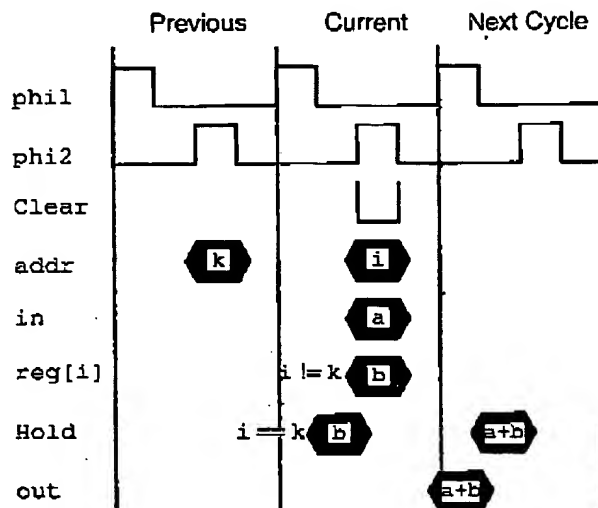 Previous Current Next Cycle
phi1
phi2
Clear
addr k i
in a
reg[i] i != k b
Hold i == k b a+b
out a+b